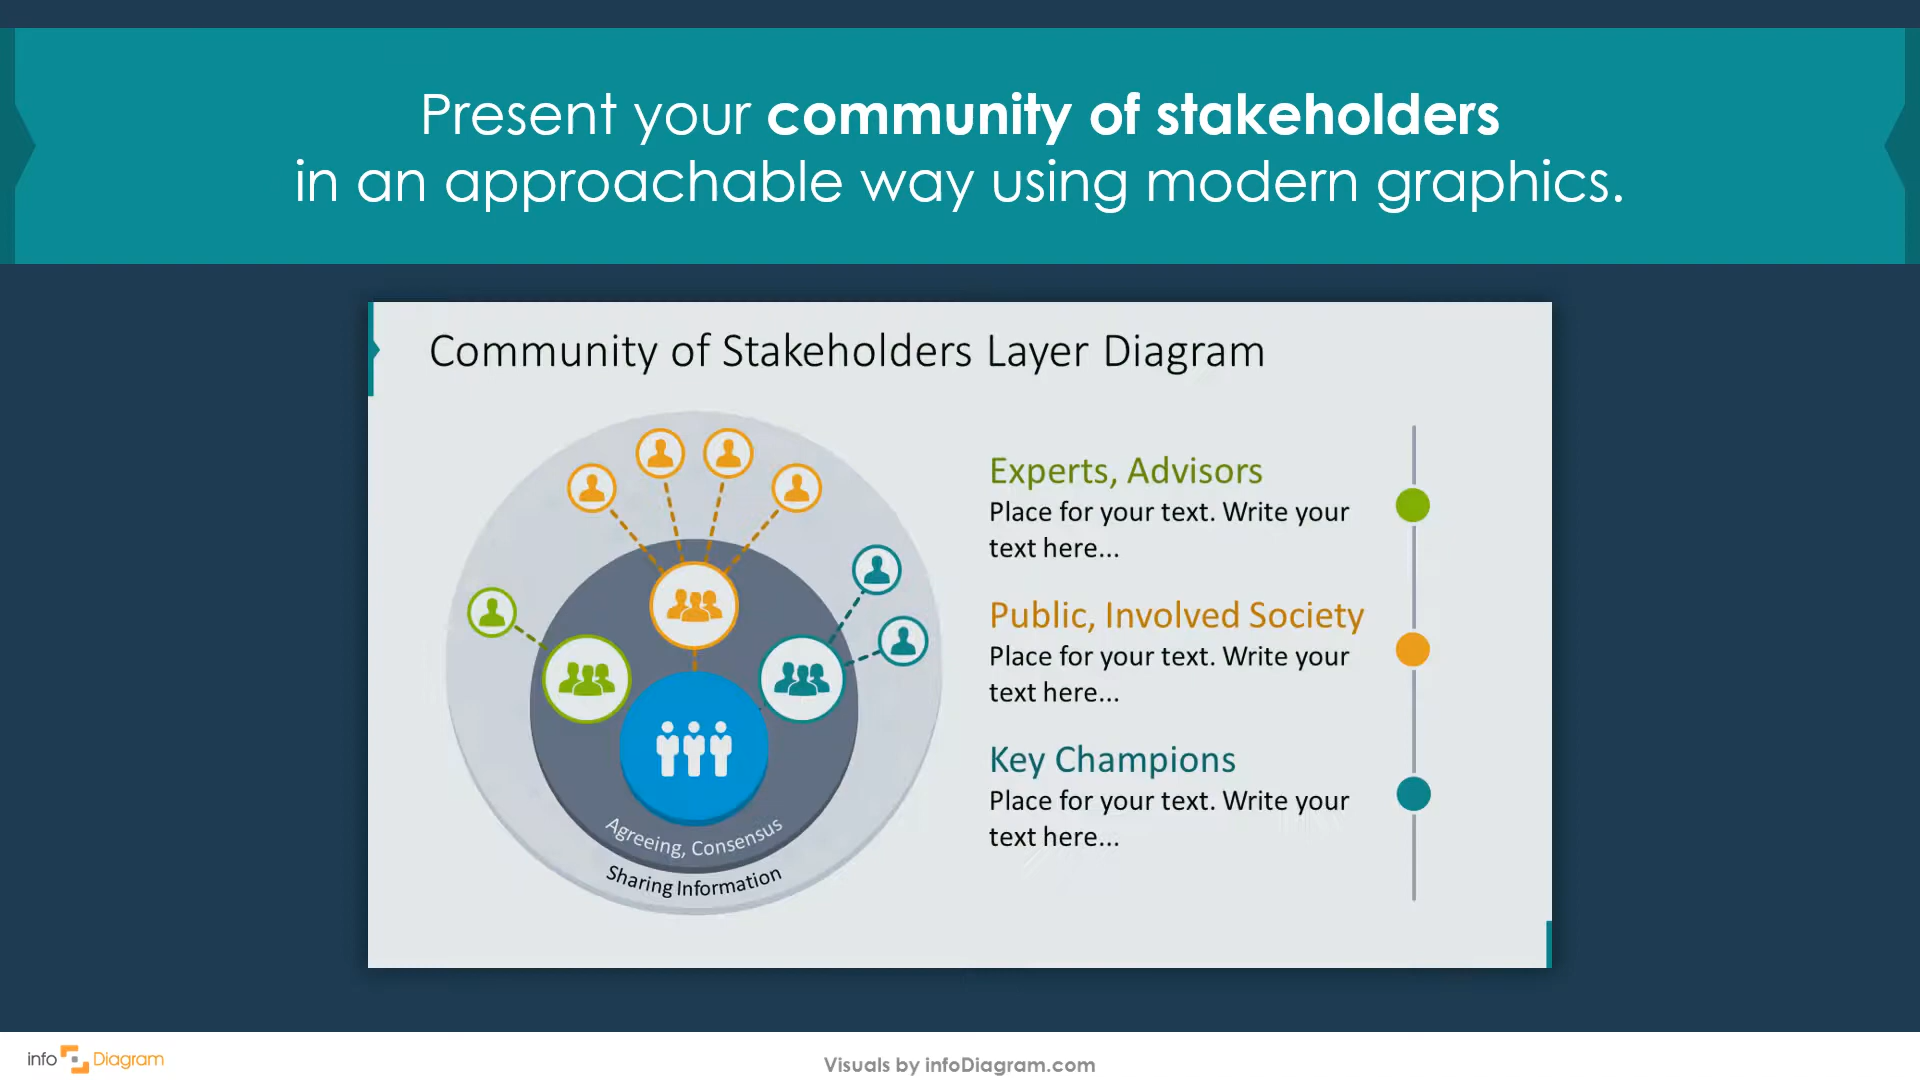 Present your community of stakeholders
in an approachable way using modern graphics.
Community of Stakeholders Layer Diagram
Agreeing, Consensus
Sharing Information
Experts, Advisors
Place for your text. Write your
text here...
Public, Involved Society
Place for your text. Write your
text here...
Key Champions
Place for your text. Write your
text here...
info Diagram
Visuals by infoDiagram.com